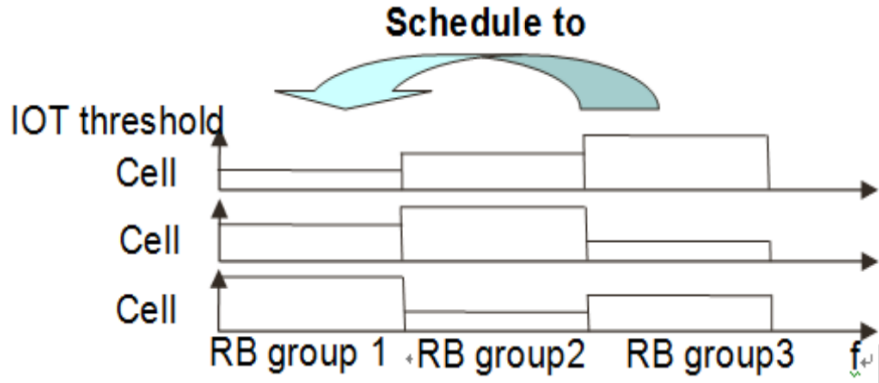 Schedule to
IOT threshold
Cell
Cell
Cell
RB group 1 RB group2 RB group3 f